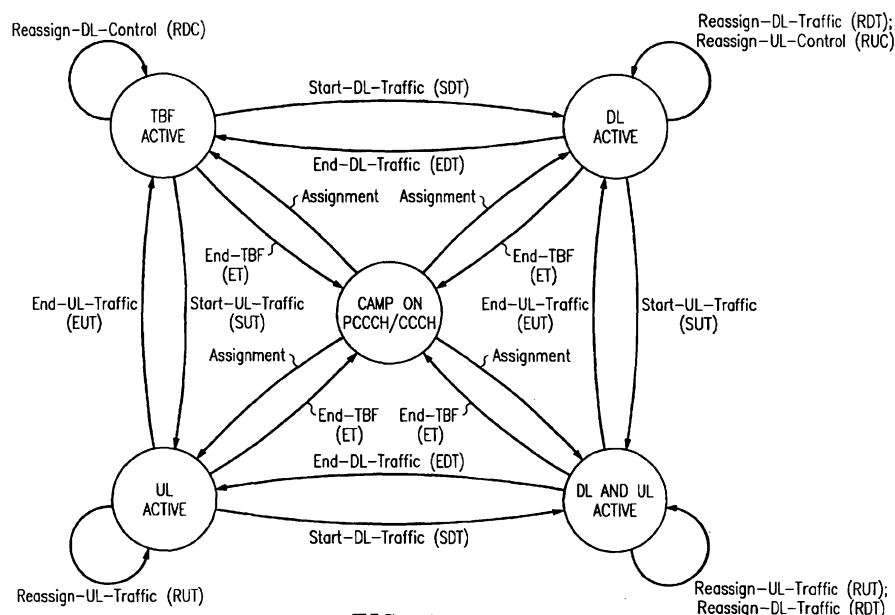 Reassign-DL-Control (RDC)
Reassign-DL-Traffic (RDT);
Reassign-UL-Control (RUC)
Start-DL-Traffic (SDT)
TBF
ACTIVE
DL
ACTIVE
End-DL-Traffic (EDT)
Assignment
Assignment
End-TBF
(ET)
End-TBF
(ET)
CAMP ON
PCCCH/CCCH
End-UL-Traffic
(EUT)
Start-UL-Traffic
(SUT)
End-UL-Traffic
(EUT)
Start-UL-Traffic
(SUT)
Assignment
Assignment
End-TBF
(ET)
End-TBF
(ET)
End-DL-Traffic (EDT)
UL
ACTIVE
DL AND UL
ACTIVE
Start-DL-Traffic (SDT)
Reassign-UL-Traffic (RUT)
Reassign-UL-Traffic (RUT);
Reassign-DL-Traffic (RDT)